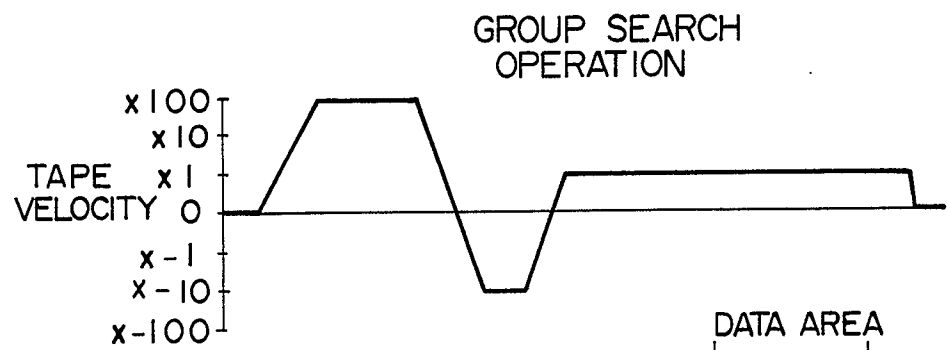 GROUP SEARCH
OPERATION
x100
x10
TAPE x1
VELOCITY 0
x-1
x-10
x-100
DATA AREA